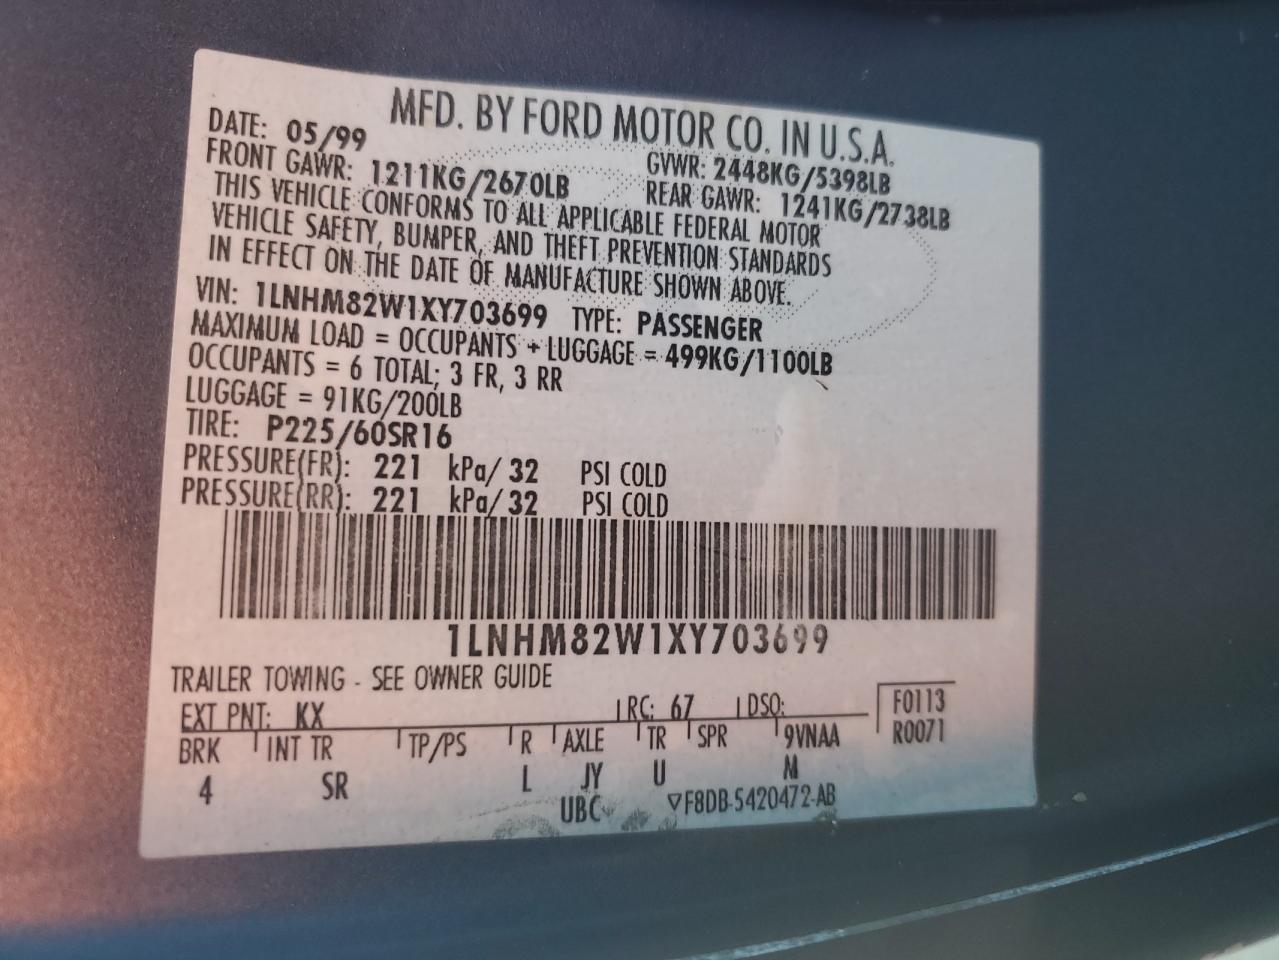 MFD. BY FORD MOTOR CO. IN U.S.A.
DATE: 05/99 GVWR: 2448KG/5398LB
FRONT GAWR: 1211KG/2670LB REAR GAWR: 1241KG/2738LB
THIS VEHICLE CONFORMS TO ALL APPLICABLE FEDERAL MOTOR
VEHICLE SAFETY, BUMPER, AND THEFT PREVENTION STANDARDS
IN EFFECT ON THE DATE OF MANUFACTURE SHOWN ABOVE.
VIN: 1LNHM82W1XY703699 TYPE: PASSENGER
MAXIMUM LOAD = OCCUPANTS + LUGGAGE = 499KG/1100LB
OCCUPANTS = 6 TOTAL; 3 FR, 3 RR
LUGGAGE = 91KG/200LB
TIRE: P225/60SR16
PRESSURE(FR): 221 kPa/ 32 PSI COLD
PRESSURE(RR): 221 kPa/ 32 PSI COLD
1LNHM82W1XY703699
TRAILER TOWING - SEE OWNER GUIDE
EXT PNT: KX RC: 67 DSO: F0113
R0071
BRK INT TR TP/PS R AXLE TR SPR 9VNAA
4 SR L JY U M
UBC ▽F8DB-5420472-AB